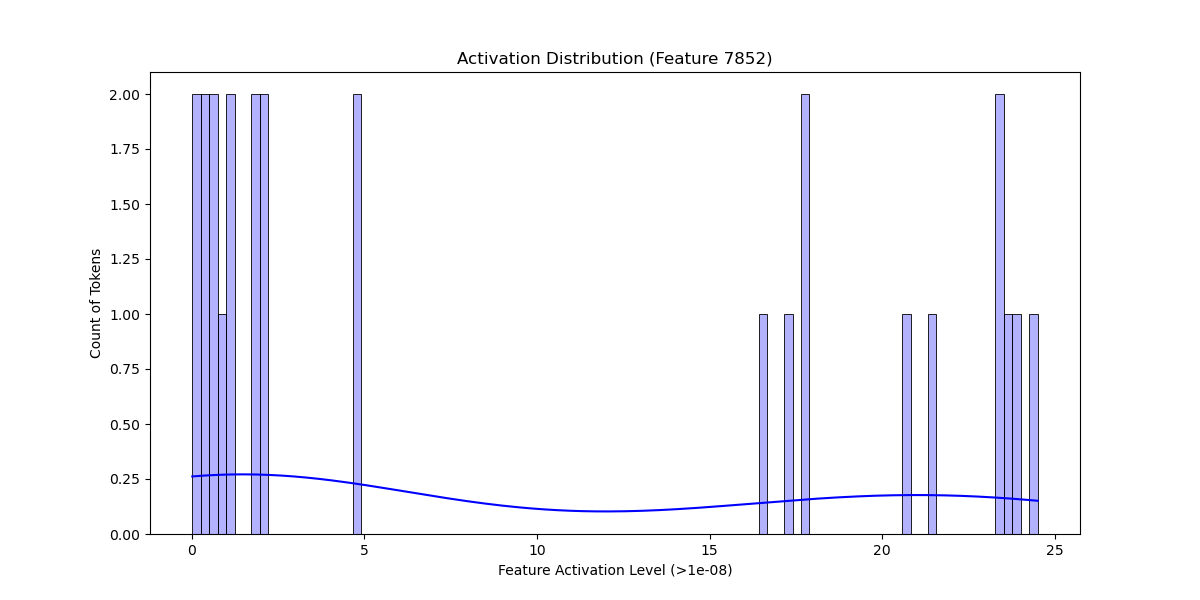 Activation Distribution (Feature 7852)
2.00
1.75
1.50
1.25
1.00
0.75
0.50
0.25
0.00
Count of Tokens
0 5 10 15 20 25
Feature Activation Level (>1e-08)